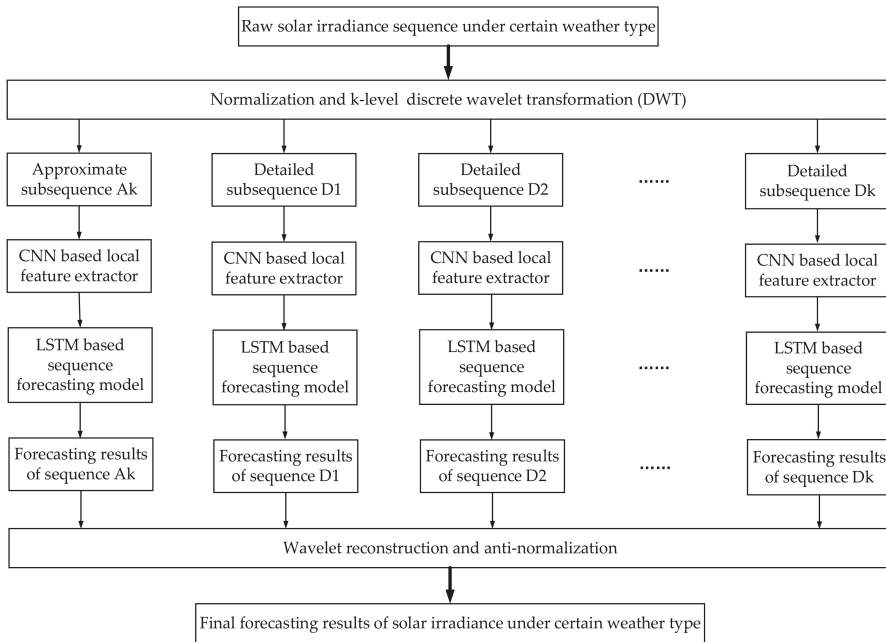 Raw solar irradiance sequence under certain weather type
Normalization and k-level discrete wavelet transformation (DWT)
Approximate
subsequence Ak
Detailed
subsequence D1
Detailed
subsequence D2
......
Detailed
subsequence Dk
CNN based local
feature extractor
CNN based local
feature extractor
CNN based local
feature extractor
......
CNN based local
feature extractor
LSTM based
sequence
forecasting model
LSTM based
sequence
forecasting model
LSTM based
sequence
forecasting model
......
LSTM based
sequence
forecasting model
Forecasting results
of sequence Ak
Forecasting results
of sequence D1
Forecasting results
of sequence D2
......
Forecasting results
of sequence Dk
Wavelet reconstruction and anti-normalization
Final forecasting results of solar irradiance under certain weather type